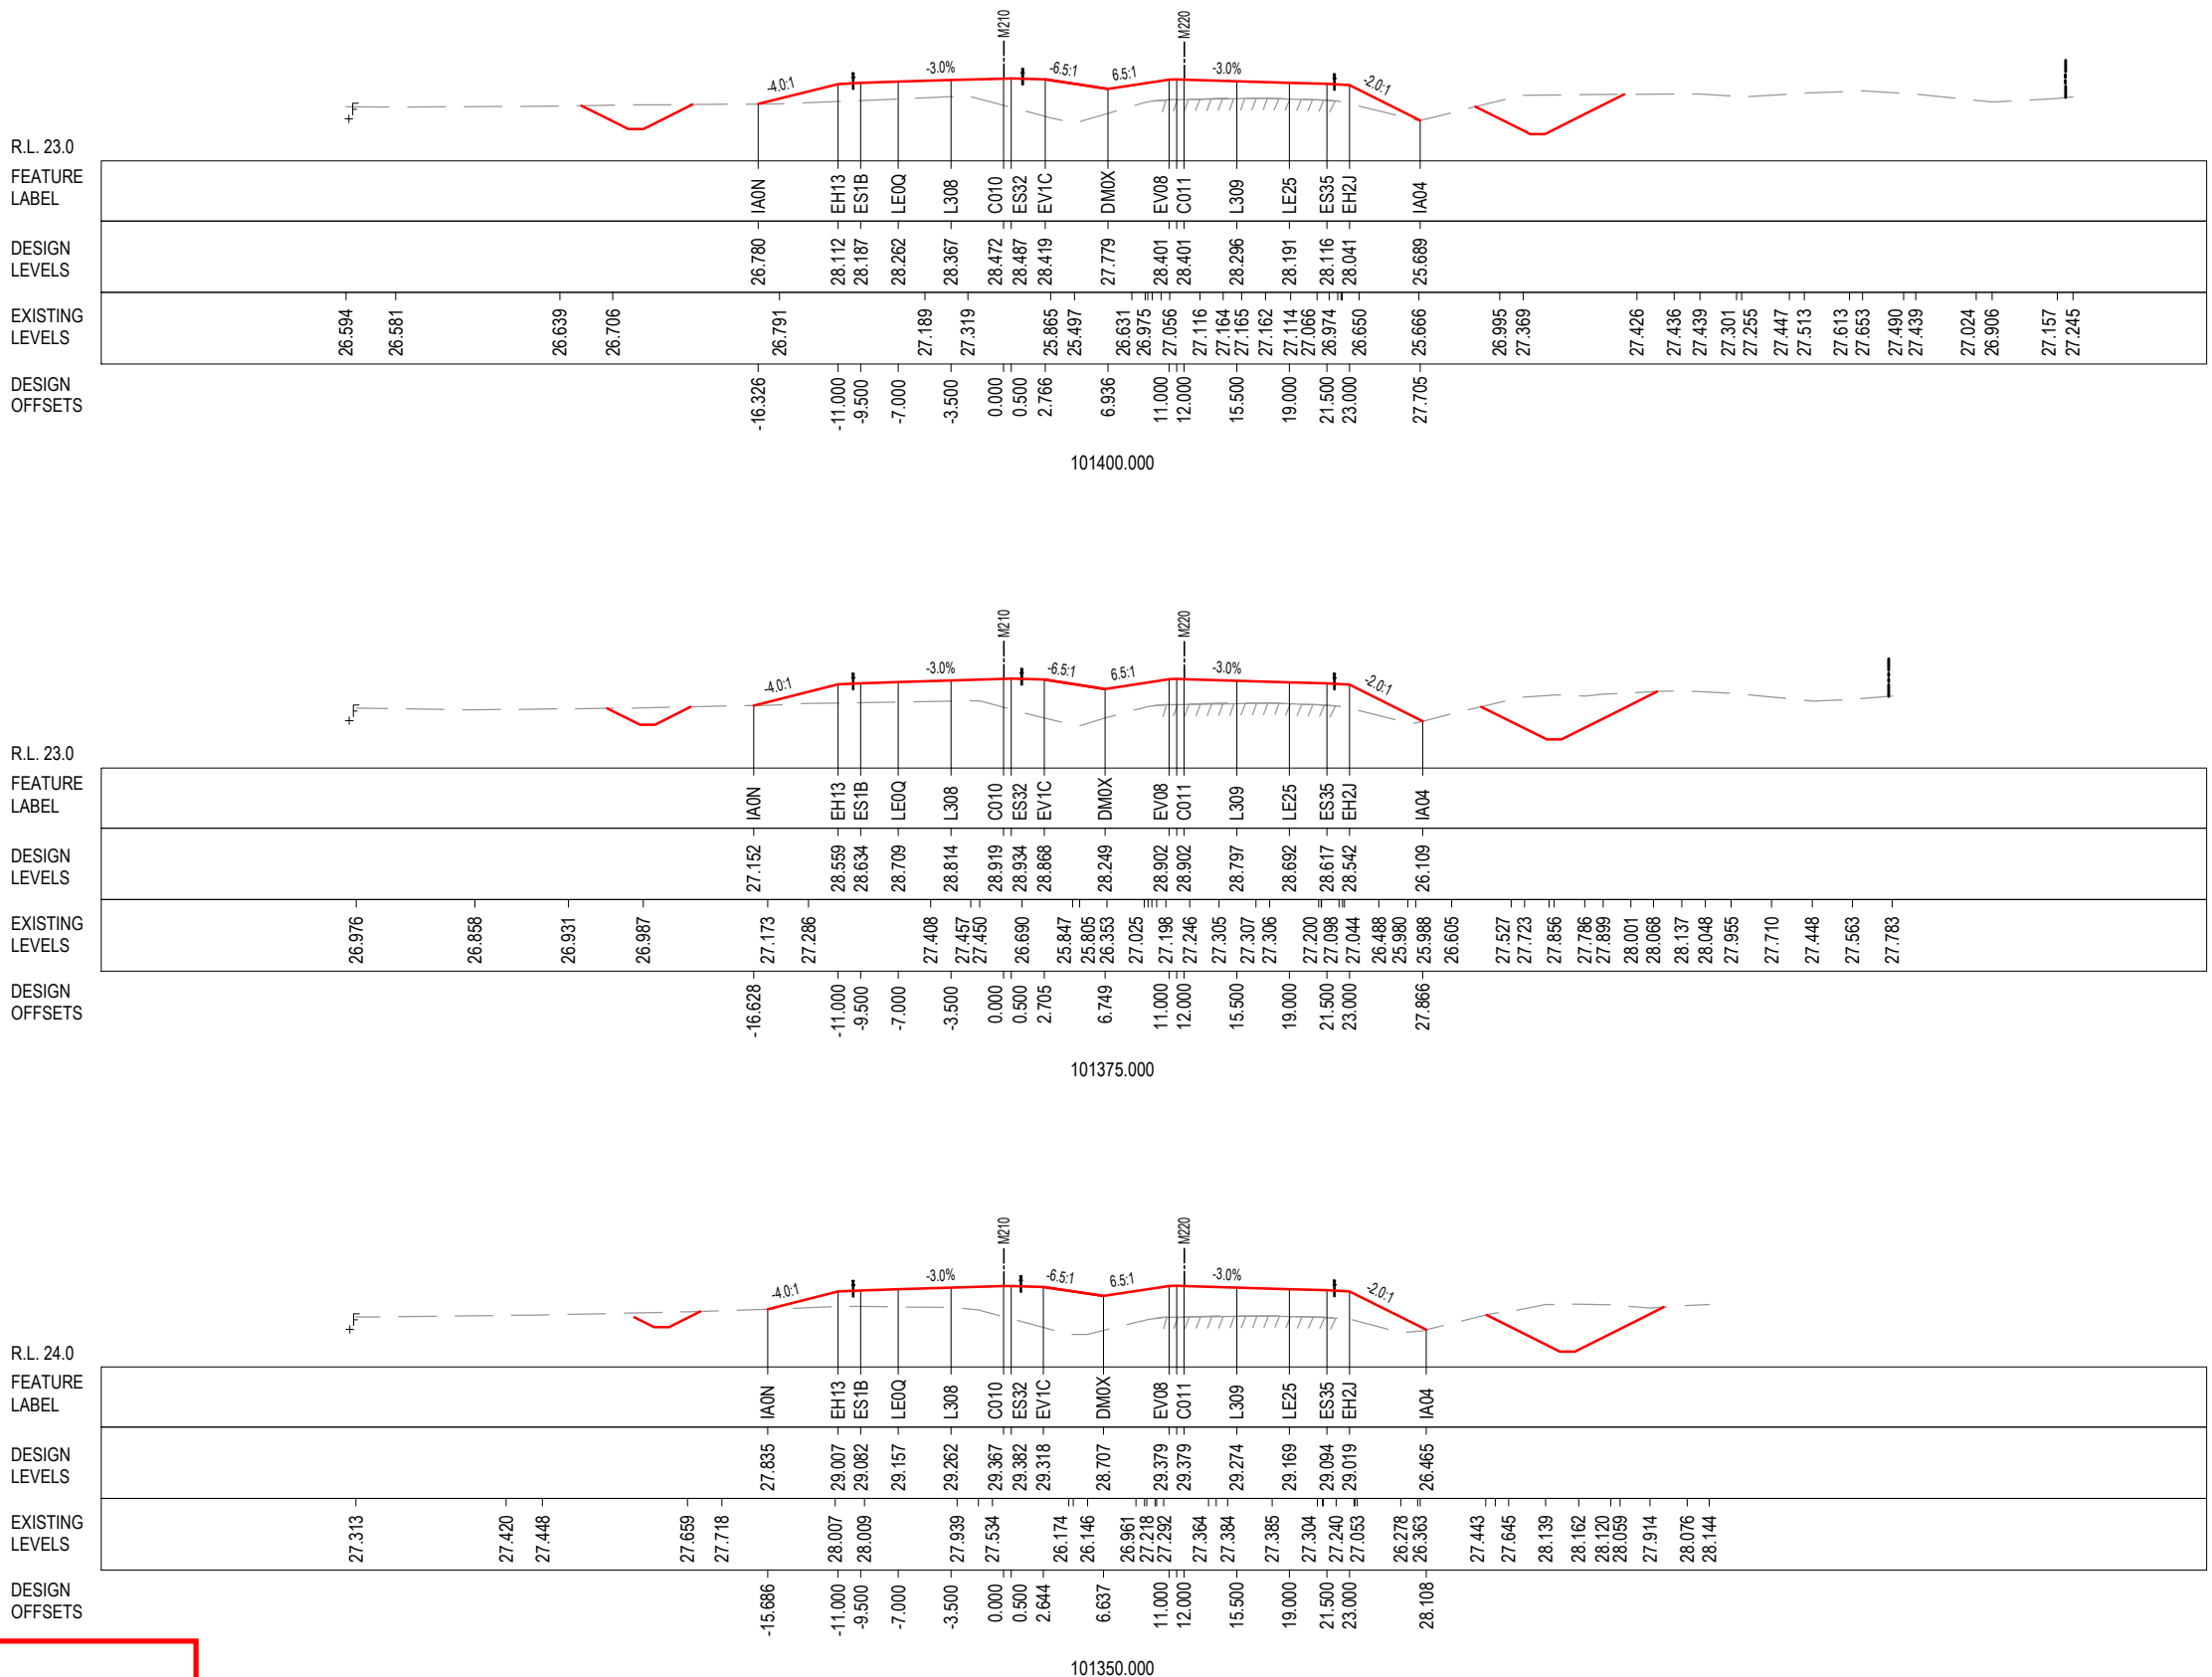 M210
M220
-4.0:1
-3.0%
-6.5:1
6.5:1
-3.0%
-2.0:1
R.L. 23.0
FEATURE
LABEL
IA0N EH13 ES1B LE0Q L308 C010 ES32 EV1C DM0X EV08 C011 L309 LE25 ES35 EH2J IA04
DESIGN
LEVELS
26.780 28.112 28.187 28.262 28.367 28.472 28.487 28.419 27.779 28.401 28.401 28.296 28.191 28.116 28.041 25.689
EXISTING
LEVELS
26.594 26.581 26.639 26.706 26.791 27.189 27.319 25.865 25.497 26.631 26.975 27.056 27.116 27.164 27.165 27.162 27.114 27.066 26.974 26.650 25.666 26.995 27.369 27.426 27.436 27.439 27.301 27.255 27.447 27.513 27.613 27.653 27.490 27.439 27.024 26.906 27.157 27.245
DESIGN
OFFSETS
-16.326 -11.000 -9.500 -7.000 -3.500 0.000 0.500 2.766 6.936 11.000 12.000 15.500 19.000 21.500 23.000 27.705
101400.000
M210
M220
-4.0:1
-3.0%
-6.5:1
6.5:1
-3.0%
-2.0:1
R.L. 23.0
FEATURE
LABEL
IA0N EH13 ES1B LE0Q L308 C010 ES32 EV1C DM0X EV08 C011 L309 LE25 ES35 EH2J IA04
DESIGN
LEVELS
27.152 28.559 28.634 28.709 28.814 28.919 28.934 28.868 28.249 28.902 28.902 28.797 28.692 28.617 28.542 26.109
EXISTING
LEVELS
26.976 26.858 26.931 26.987 27.173 27.286 27.408 27.457 27.450 26.690 25.847 25.805 26.353 27.025 27.198 27.246 27.305 27.307 27.306 27.200 27.098 27.044 26.488 25.980 25.988 26.605 27.527 27.723 27.856 27.786 27.899 28.001 28.068 28.137 28.048 27.955 27.710 27.448 27.563 27.783
DESIGN
OFFSETS
-16.628 -11.000 -9.500 -7.000 -3.500 0.000 0.500 2.705 6.749 11.000 12.000 15.500 19.000 21.500 23.000 27.866
101375.000
M210
M220
-4.0:1
-3.0%
-6.5:1
6.5:1
-3.0%
-2.0:1
R.L. 24.0
FEATURE
LABEL
IA0N EH13 ES1B LE0Q L308 C010 ES32 EV1C DM0X EV08 C011 L309 LE25 ES35 EH2J IA04
DESIGN
LEVELS
27.835 29.007 29.082 29.157 29.262 29.367 29.382 29.318 28.707 29.379 29.379 29.274 29.169 29.094 29.019 26.465
EXISTING
LEVELS
27.313 27.420 27.448 27.659 27.718 28.007 28.009 27.939 27.534 26.174 26.146 26.961 27.218 27.292 27.364 27.384 27.385 27.304 27.240 27.053 26.278 26.363 27.443 27.645 28.139 28.162 28.120 28.059 27.914 28.076 28.144
DESIGN
OFFSETS
-15.686 -11.000 -9.500 -7.000 -3.500 0.000 0.500 2.644 6.637 11.000 12.000 15.500 19.000 21.500 23.000 28.108
101350.000